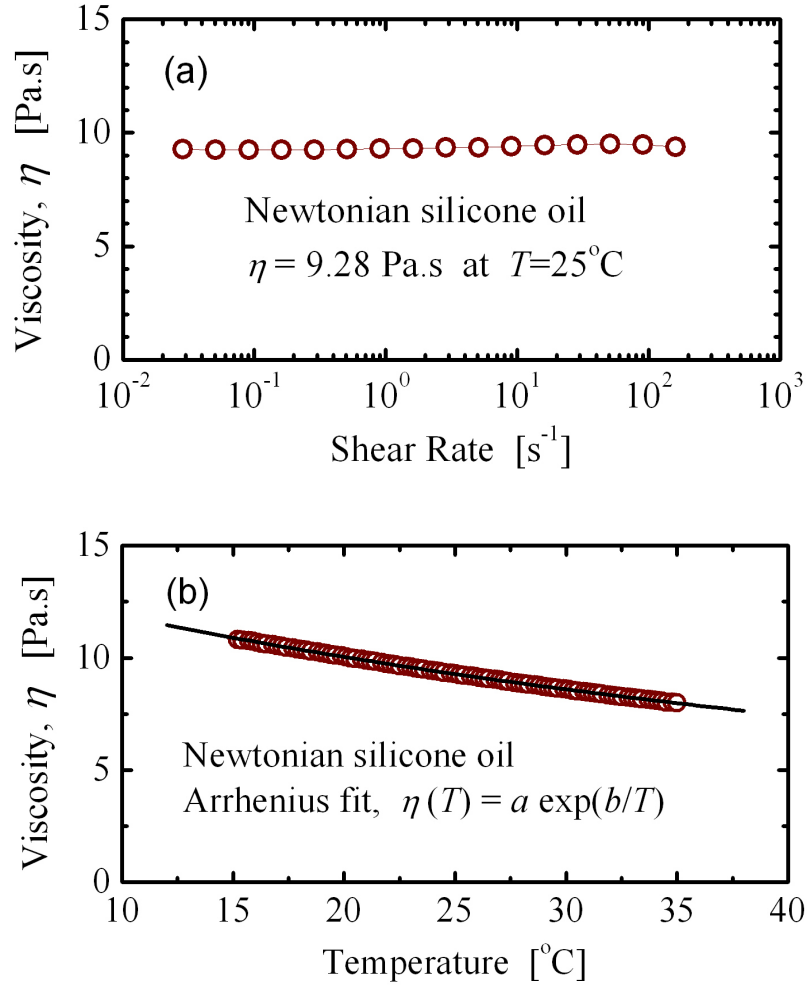 15
10
5
0
Viscosity, η [Pa.s]
(a)
Newtonian silicone oil
η = 9.28 Pa.s at T=25°C
10⁻² 10⁻¹ 10⁰ 10¹ 10² 10³
Shear Rate [s⁻¹]
15
10
5
0
Viscosity, η [Pa.s]
(b)
Newtonian silicone oil
Arrhenius fit, η (T) = a exp(b/T)
10 15 20 25 30 35 40
Temperature [°C]